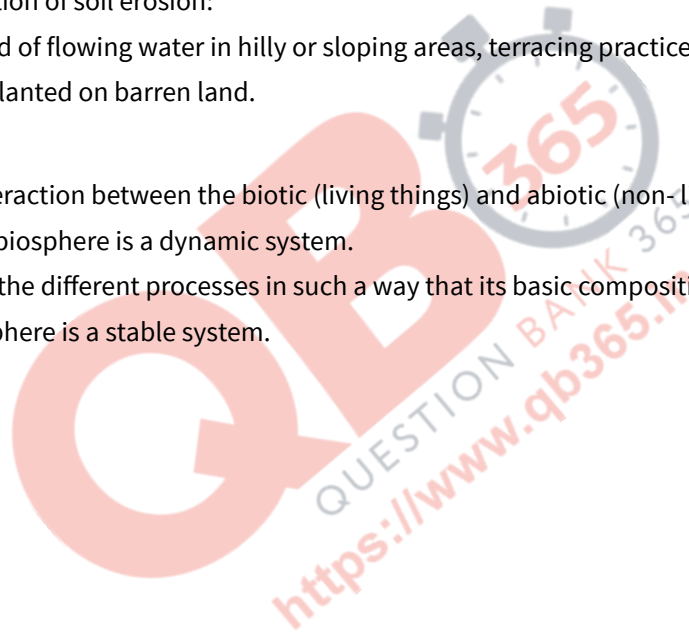 tion of soil erosion:
d of flowing water in hilly or sloping areas, terracing practice
lanted on barren land.
eraction between the biotic (living things) and abiotic (non- l
biosphere is a dynamic system.
the different processes in such a way that its basic compositi
phere is a stable system.
QB
365
QUESTION BANK 365
https://www.qb365.in